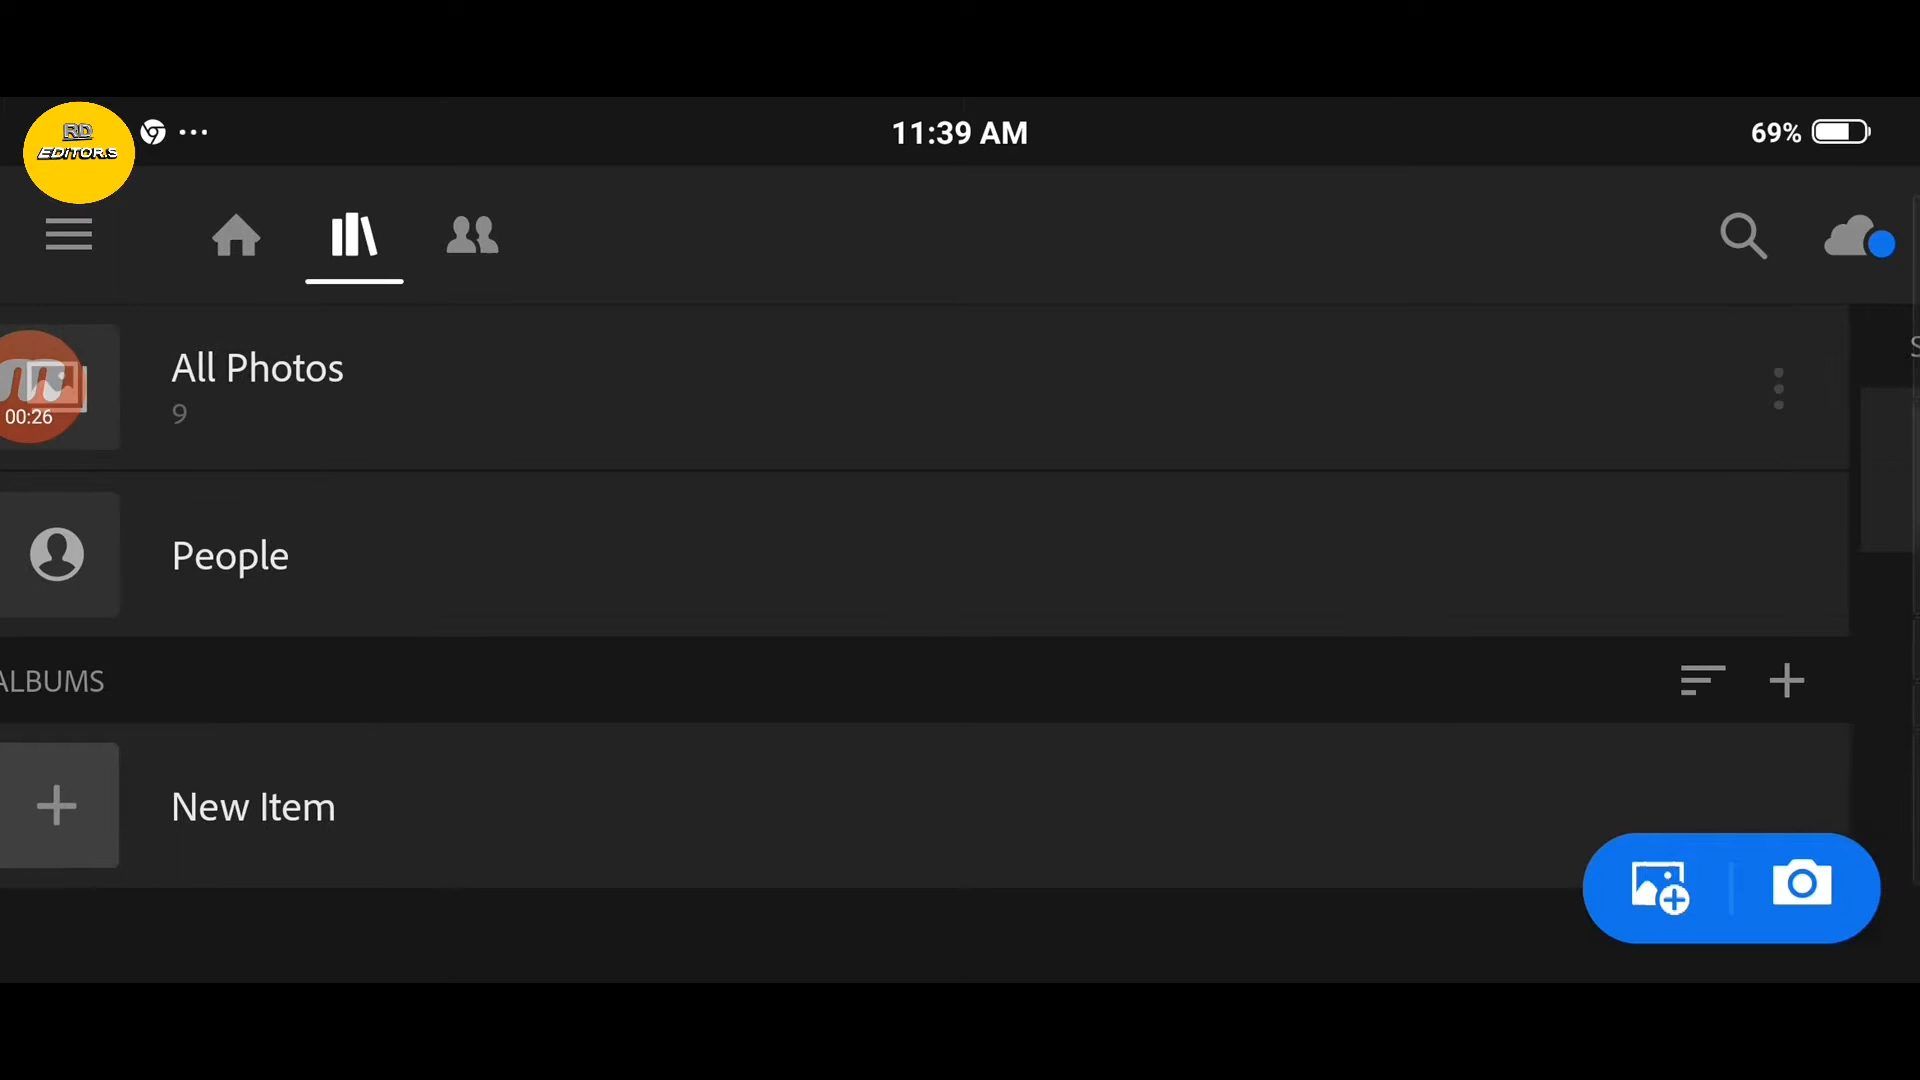 RD
EDITORS
11:39 AM
69%
All Photos
9
00:26
People
ALBUMS
New Item